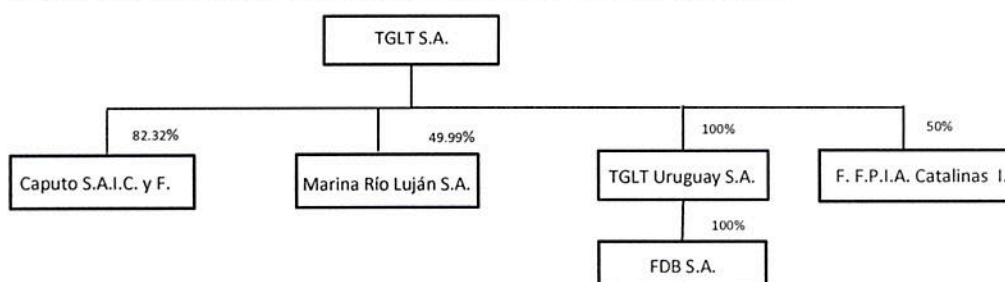 TGLT S.A.
82.32%
49.99%
100%
50%
Caputo S.A.I.C. y F.
Marina Río Luján S.A.
TGLT Uruguay S.A.
F. F.P.I.A. Catalinas I.
100%
FDB S.A.